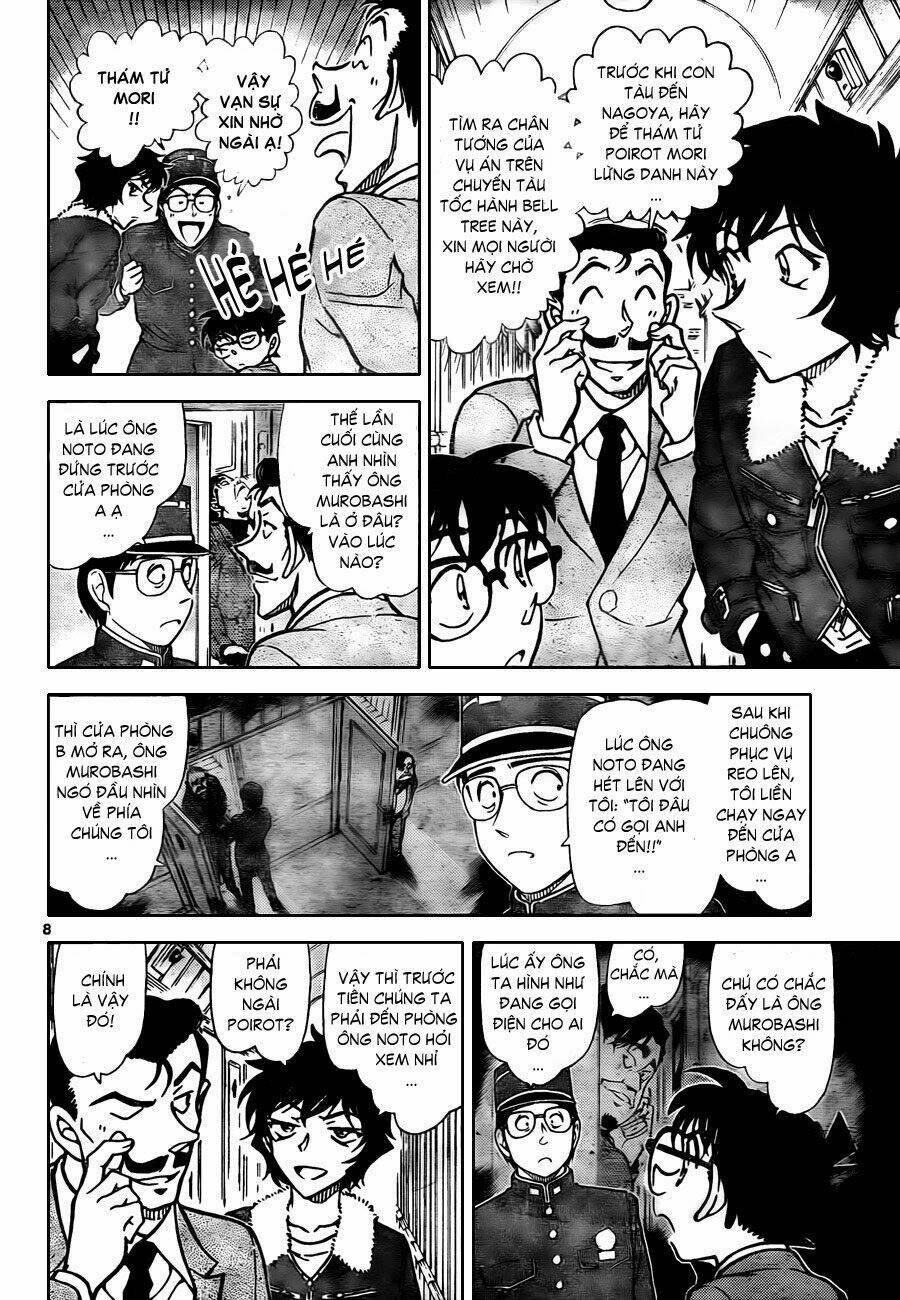 TRƯỚC KHI CON
TÀU ĐẾN
NAGOYA, HÃY
ĐỂ THÁM TỬ
POIROT MORI
LỪNG DANH NÀY
...
TÌM RA CHÂN
TƯỚNG CỦA
VỤ ÁN TRÊN
CHUYẾN TÀU
TỐC HÀNH BELL
TREE NÀY,
XIN MỌI NGƯỜI
HÃY CHỜ
XEM!!
VẬY
VẠN SỰ
XIN NHỜ
NGÀI Ạ!
THÁM TỬ
MORI
!!
HÉ HÉ HÉ
THẾ LẦN
CUỐI CÙNG
ANH NHÌN
THẤY ÔNG
MUROBASHI
LÀ Ở ĐÂU?
VÀO LÚC
NÀO?
LÀ LÚC ÔNG
NOTO ĐANG
ĐỨNG TRƯỚC
CỬA PHÒNG
A Ạ
...
SAU KHI
CHUÔNG
PHỤC VỤ
REO LÊN,
TÔI LIỀN
CHẠY NGAY
ĐẾN CỬA
PHÒNG A
...
LÚC ÔNG
NOTO ĐANG
HÉT LÊN VỚI
TÔI: "TÔI ĐÂU
CÓ GỌI ANH
ĐẾN!!"
...
THÌ CỬA PHÒNG
B MỞ RA, ÔNG
MUROBASHI
NGÓ ĐẦU NHÌN
VỀ PHÍA
CHÚNG TÔI
...
8
CHÚ CÓ CHẮC
ĐẤY LÀ ÔNG
MUROBASHI
KHÔNG?
CÓ,
CHẮC MÀ
...
LÚC ẤY ÔNG
TA HÌNH NHƯ
ĐANG GỌI
ĐIỆN CHO AI
ĐÓ
VẬY THÌ TRƯỚC
TIÊN CHÚNG TA
PHẢI ĐẾN PHÒNG
ÔNG NOTO HỎI
XEM NHỈ
...
PHẢI
KHÔNG
NGÀI
POIROT?
CHÍNH
LÀ VẬY
ĐÓ!